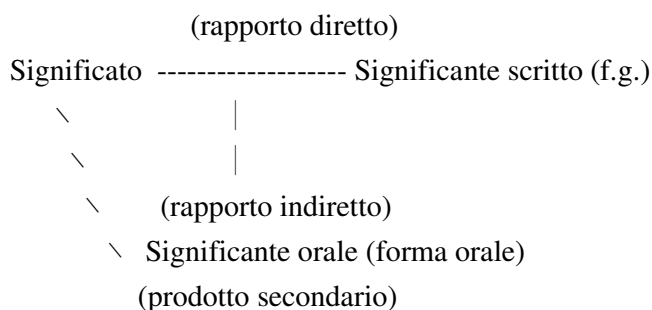 (rapporto diretto)
Significato ------------------- Significante scritto (f.g.)
(rapporto indiretto)
Significante orale (forma orale)
(prodotto secondario)